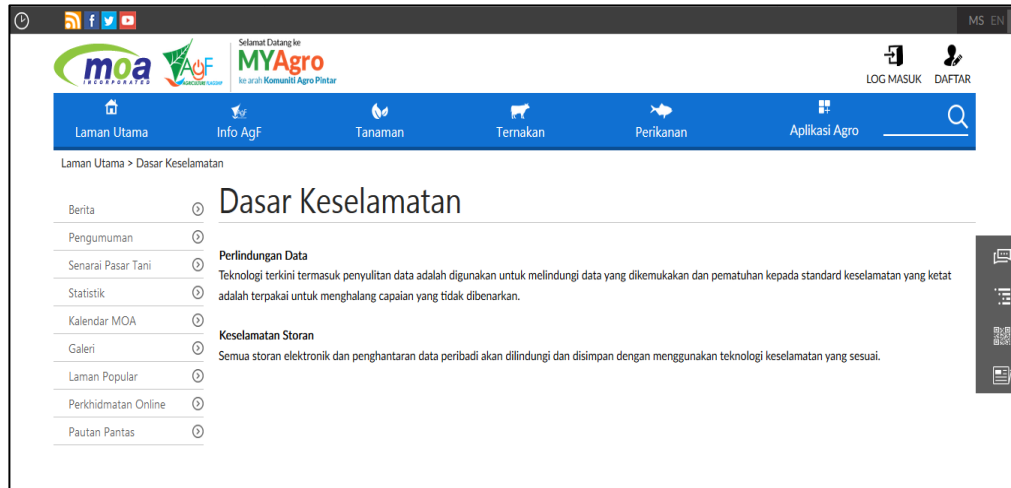 MS EN
moa
INCORPORATED
AgF
AGRICULTURE FLAGSHIP
Selamat Datang ke
MYAgro
ke arah Komuniti Agro Pintar
LOG MASUK DAFTAR
Laman Utama Info AgF Tanaman Ternakan Perikanan Aplikasi Agro
Laman Utama > Dasar Keselamatan
Dasar Keselamatan
Berita
Pengumuman
Senarai Pasar Tani
Statistik
Kalendar MOA
Galeri
Laman Popular
Perkhidmatan Online
Pautan Pantas
Perlindungan Data
Teknologi terkini termasuk penyulitan data adalah digunakan untuk melindungi data yang dikemukakan dan pematuhan kepada standard keselamatan yang ketat
adalah terpakai untuk menghalang capaian yang tidak dibenarkan.
Keselamatan Storan
Semua storan elektronik dan penghantaran data peribadi akan dilindungi dan disimpan dengan menggunakan teknologi keselamatan yang sesuai.